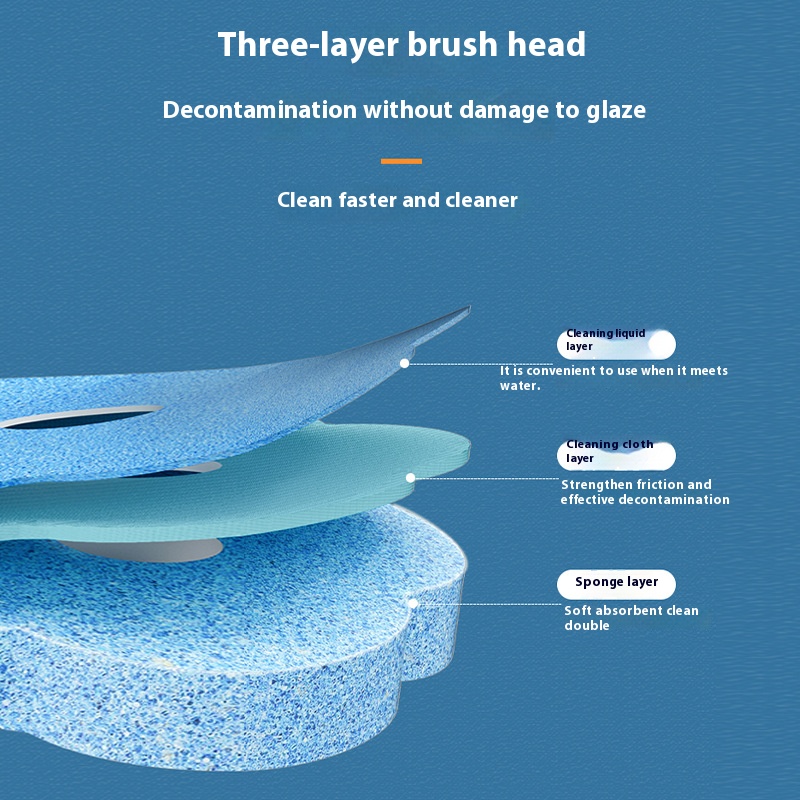 Three-layer brush head
Decontamination without damage to glaze
Clean faster and cleaner
Cleaning liquid
layer
It is convenient to use when it meets
water.
Cleaning cloth
layer
Strengthen friction and
effective decontamination
Sponge layer
Soft absorbent clean
double